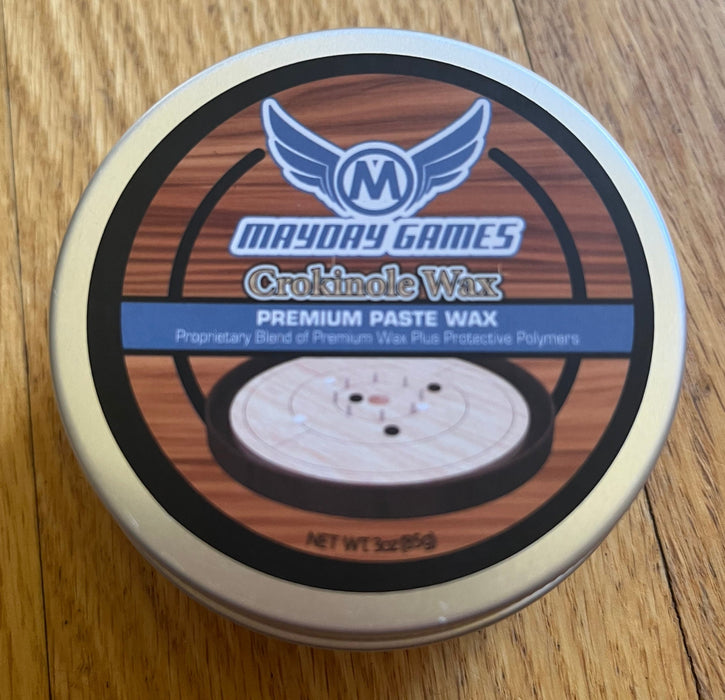 M
MAYDAY GAMES
Crokinole Wax
PREMIUM PASTE WAX
Proprietary Blend of Premium Wax Plus Protective Polymers
NET WT. 3oz (85g)